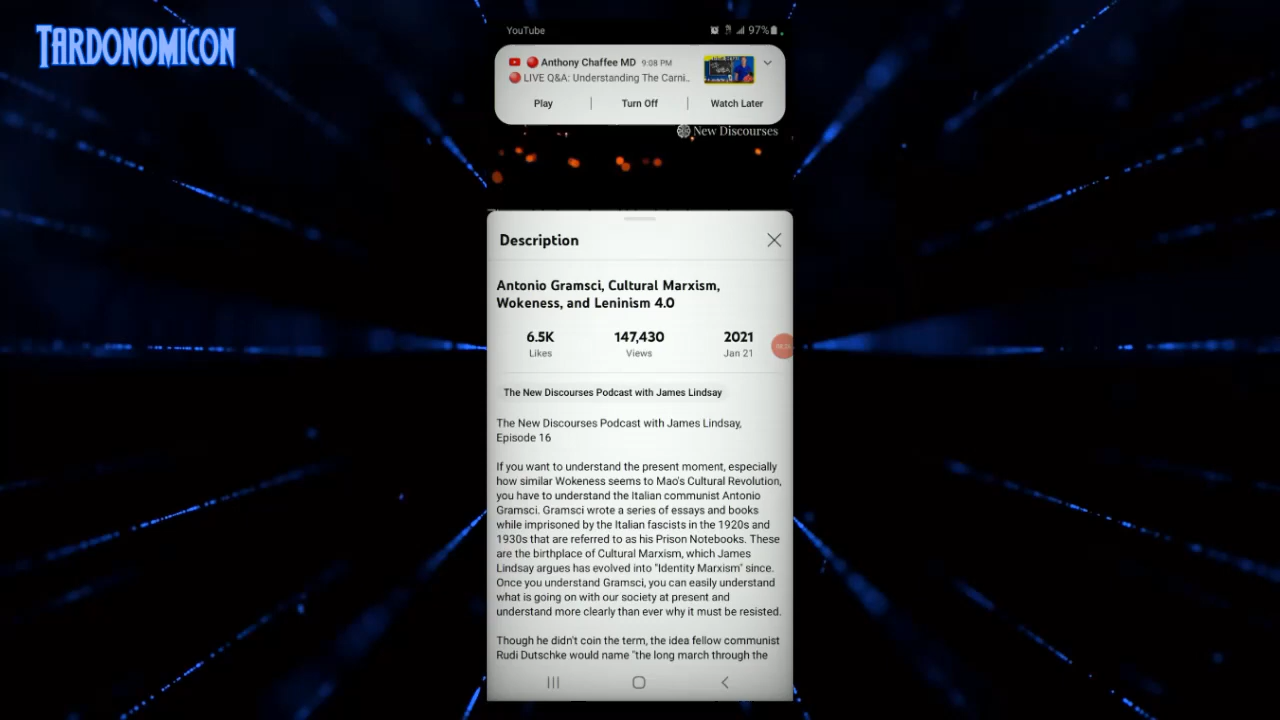 TARDONOMICON
YouTube
97%
Anthony Chaffee MD 9:08 PM
LIVE Q&A: Understanding The Carni..
Play
Turn Off
Watch Later
New Discourses
Description
Antonio Gramsci, Cultural Marxism,
Wokeness, and Leninism 4.0
6.5K
147,430
2021
Likes
Views
Jan 21
The New Discourses Podcast with James Lindsay
The New Discourses Podcast with James Lindsay,
Episode 16
If you want to understand the present moment, especially
how similar Wokeness seems to Mao's Cultural Revolution,
you have to understand the Italian communist Antonio
Gramsci. Gramsci wrote a series of essays and books
while imprisoned by the Italian fascists in the 1920s and
1930s that are referred to as his Prison Notebooks. These
are the birthplace of Cultural Marxism, which James
Lindsay argues has evolved into "Identity Marxism" since.
Once you understand Gramsci, you can easily understand
what is going on with our society at present and
understand more clearly than ever why it must be resisted.
Though he didn't coin the term, the idea fellow communist
Rudi Dutschke would name "the long march through the